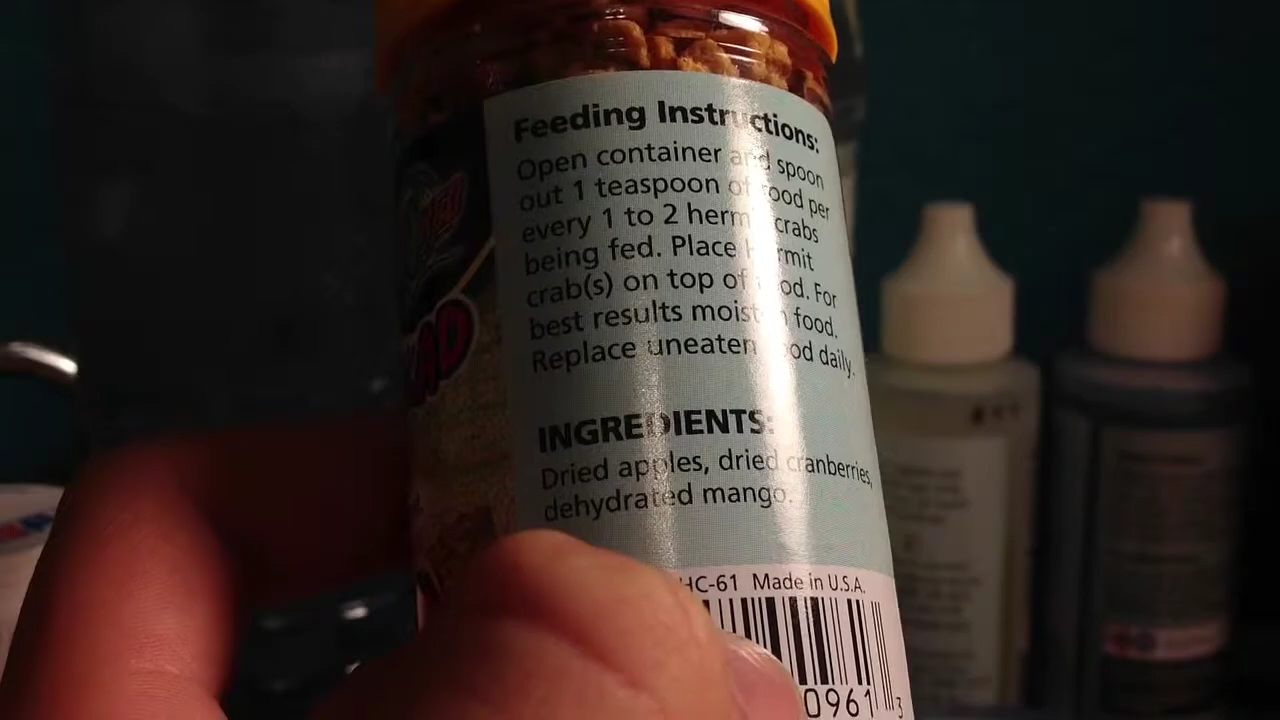 Feeding Instructions:
Open container and spoon
out 1 teaspoon of food per
every 1 to 2 hermit crabs
being fed. Place hermit
crab(s) on top of food. For
best results moisten food.
Replace uneaten food daily.
INGREDIENTS:
Dried apples, dried cranberries,
dehydrated mango.
HC-61 Made in U.S.A.
0961 3